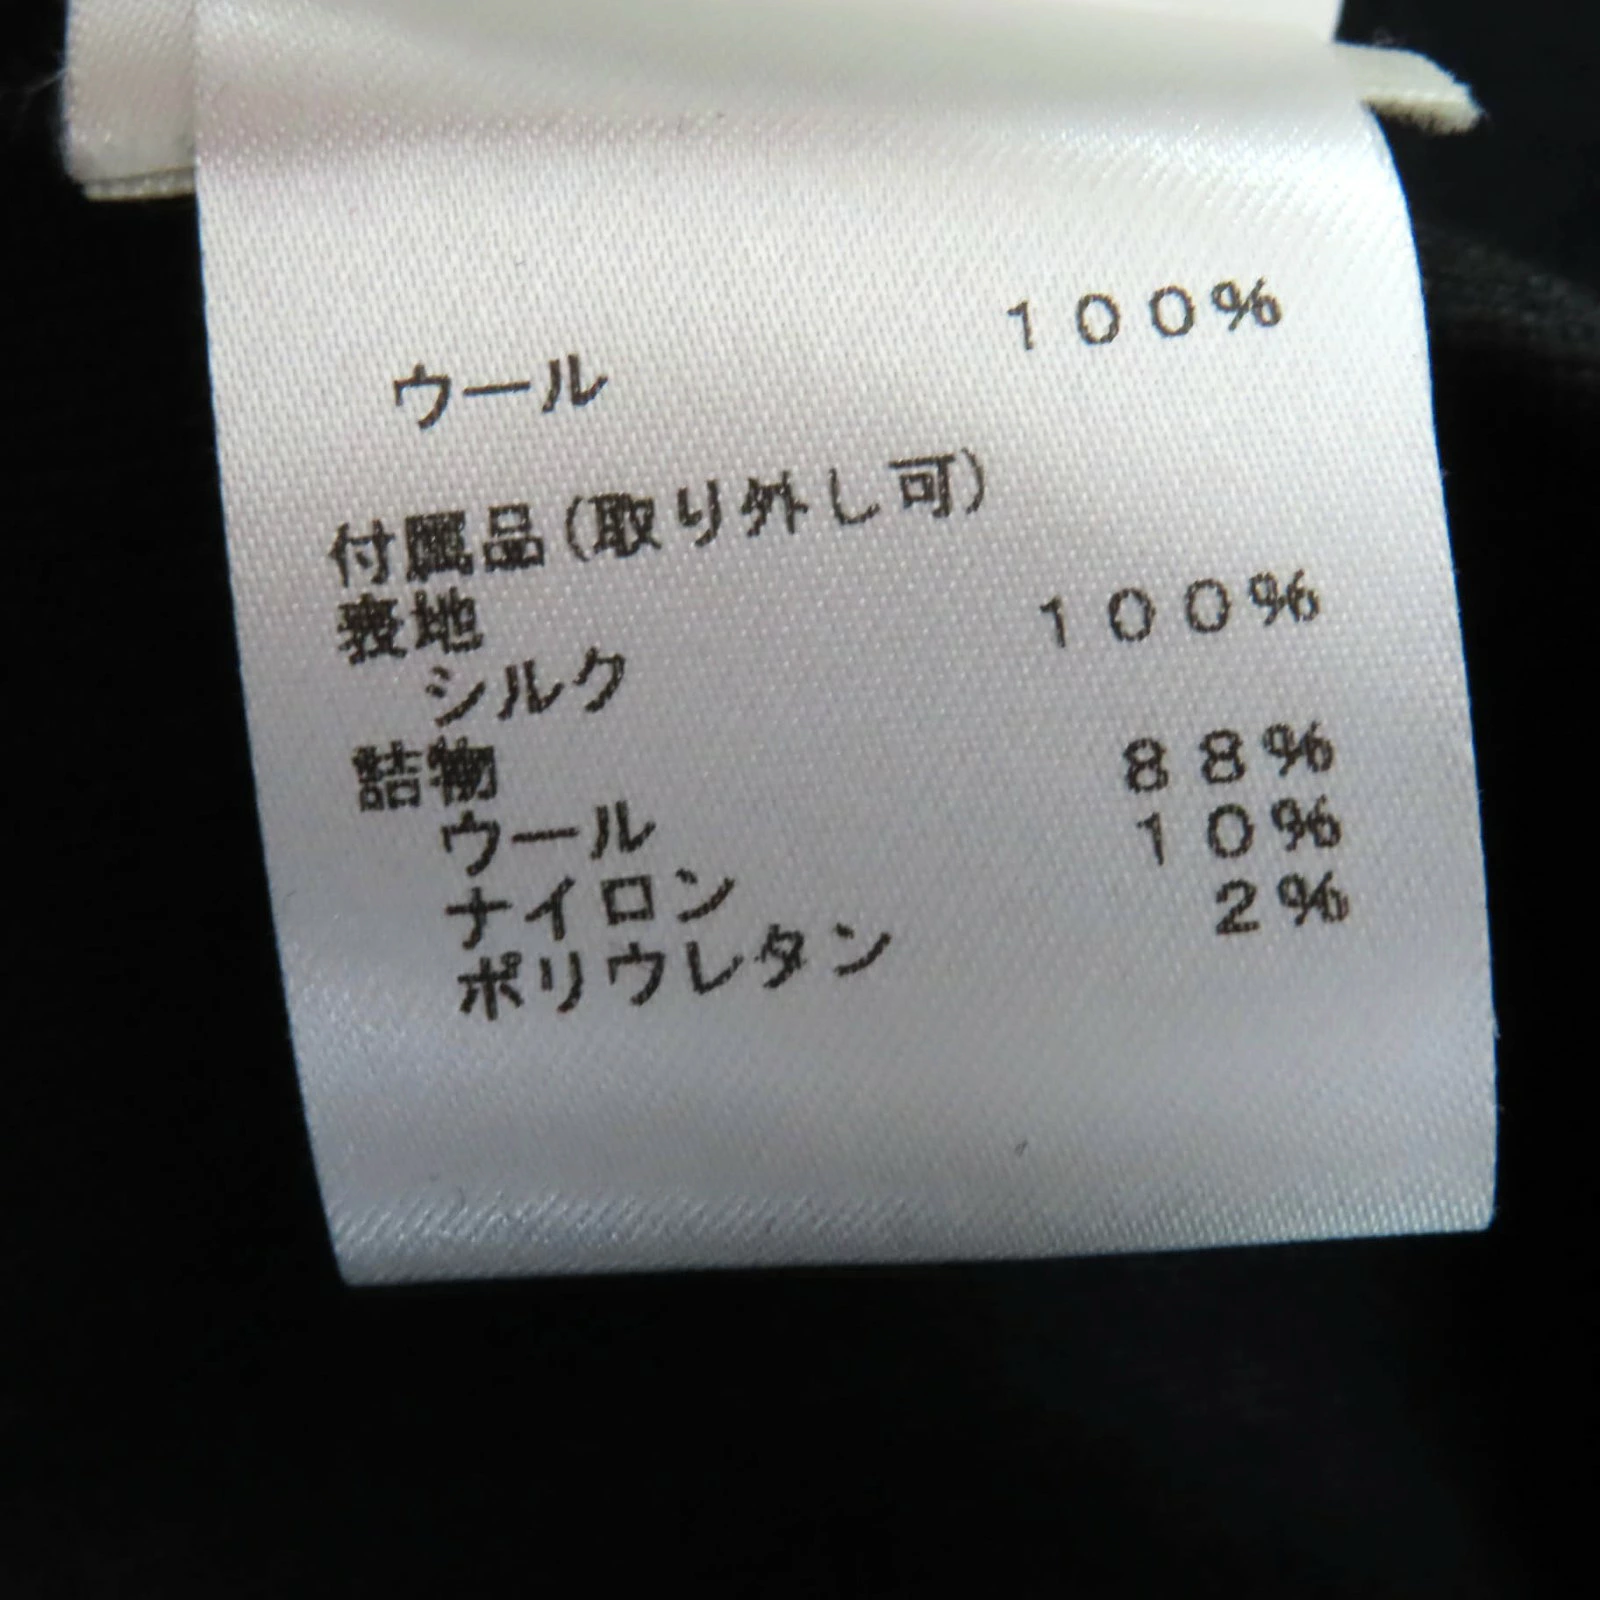 ウール 100%
付属品(取り外し可)
表地
シルク 100%
詰物
ウール 88%
ナイロン 10%
ポリウレタン 2%